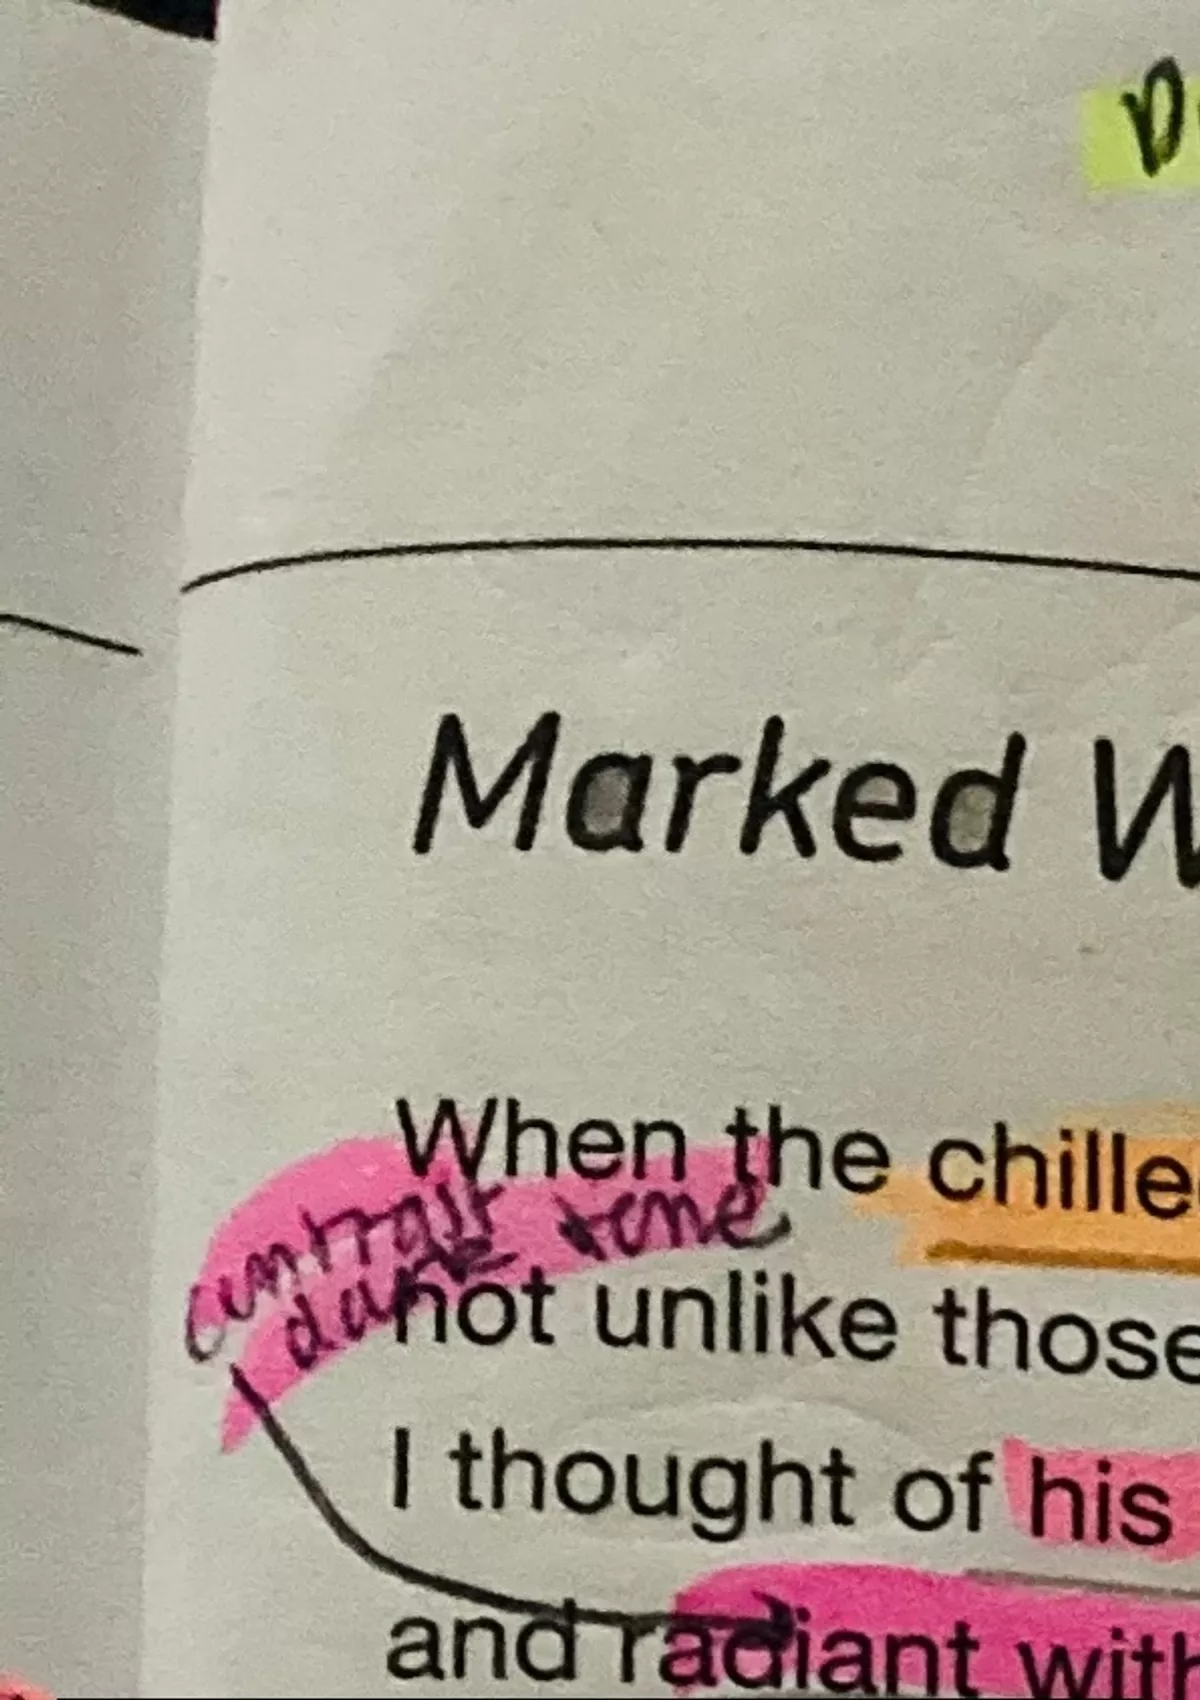 Marked W
When the chille
contrast tone
dark
not unlike those
I thought of his
and radiant with